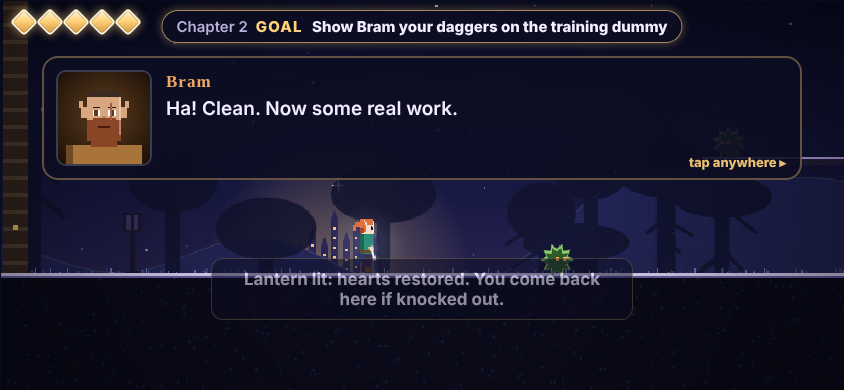 Chapter 2 GOAL Show Bram your daggers on the training dummy
Bram
Ha! Clean. Now some real work.
tap anywhere ▸
Lantern lit: hearts restored. You come back
here if knocked out.